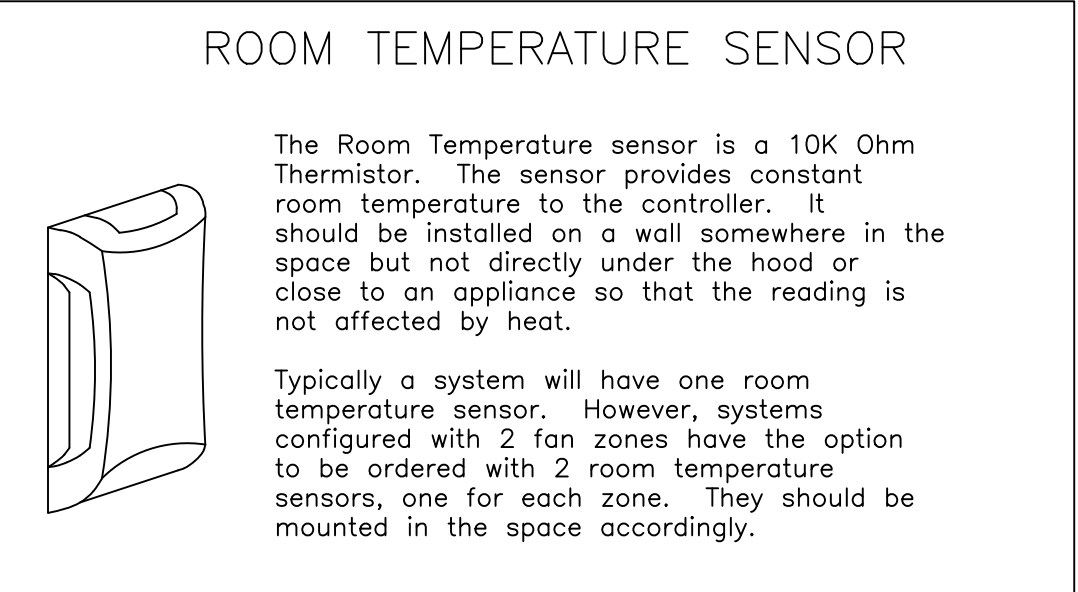 ROOM TEMPERATURE SENSOR
The Room Temperature sensor is a 10K Ohm
Thermistor. The sensor provides constant
room temperature to the controller. It
should be installed on a wall somewhere in the
space but not directly under the hood or
close to an appliance so that the reading is
not affected by heat.
Typically a system will have one room
temperature sensor. However, systems
configured with 2 fan zones have the option
to be ordered with 2 room temperature
sensors, one for each zone. They should be
mounted in the space accordingly.